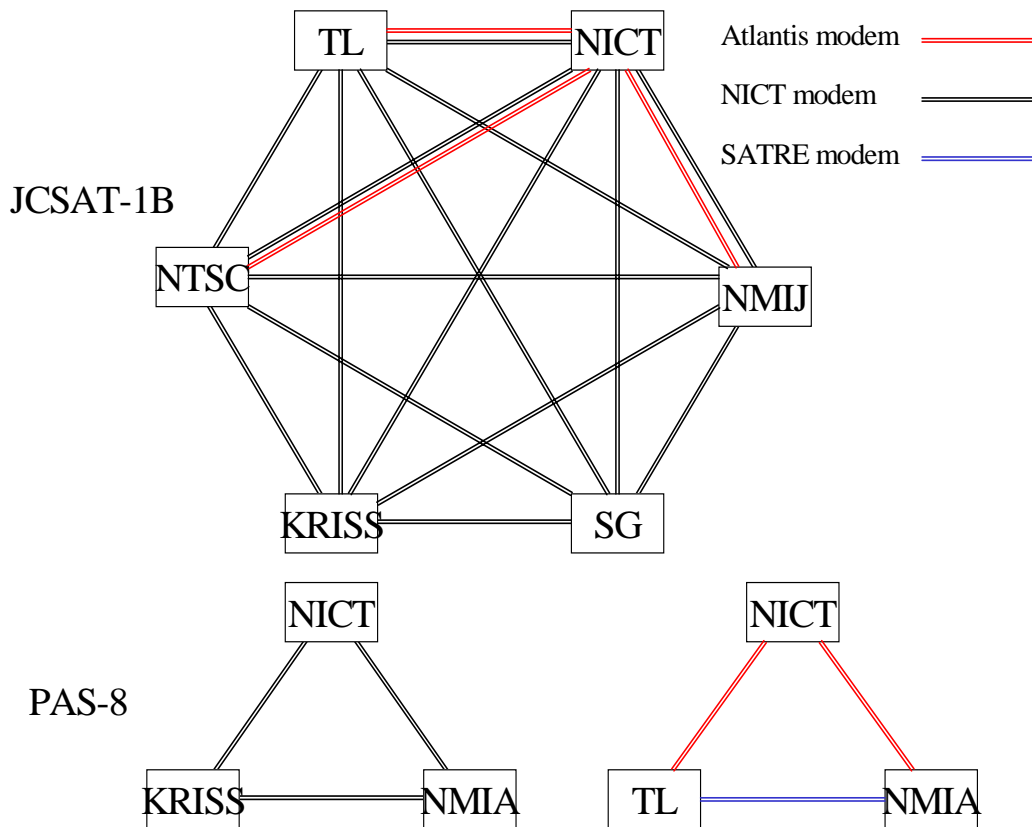 TL
NICT
Atlantis modem
NICT modem
SATRE modem
JCSAT-1B
NTSC
NMIJ
KRISS
SG
NICT
NICT
PAS-8
KRISS
NMIA
TL
NMIA